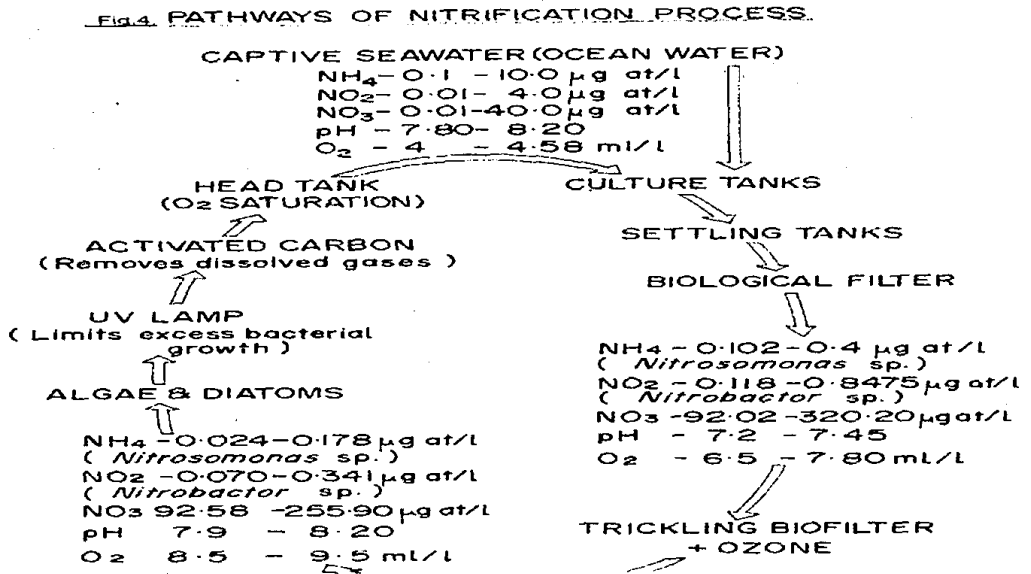 Fig.4. PATHWAYS OF NITRIFICATION PROCESS
CAPTIVE SEAWATER (OCEAN WATER)
NH4 - 0·1 - 10·0 µg at/l
NO2 - 0·01 - 4·0 µg at/l
NO3 - 0·01 - 40·0 µg at/l
pH - 7·80 - 8·20
O2 - 4 - 4·58 ml/l
HEAD TANK
(O2 SATURATION)
ACTIVATED CARBON
(Removes dissolved gases)
UV LAMP
(Limits excess bacterial
growth)
ALGAE & DIATOMS
NH4 - 0·024 - 0·178 µg at/l
(Nitrosomonas sp.)
NO2 - 0·070 - 0·341 µg at/l
(Nitrobactor sp.)
NO3 92·58 - 255·90 µg at/l
pH 7·9 - 8·20
O2 8·5 - 9·5 ml/l
CULTURE TANKS
SETTLING TANKS
BIOLOGICAL FILTER
NH4 - 0·102 - 0·4 µg at/l
(Nitrosomonas sp.)
NO2 - 0·118 - 0·8475 µg at/l
(Nitrobactor sp.)
NO3 - 92·02 - 320·20 µg at/l
pH - 7·2 - 7·45
O2 - 6·5 - 7·80 ml/l
TRICKLING BIOFILTER
+ OZONE